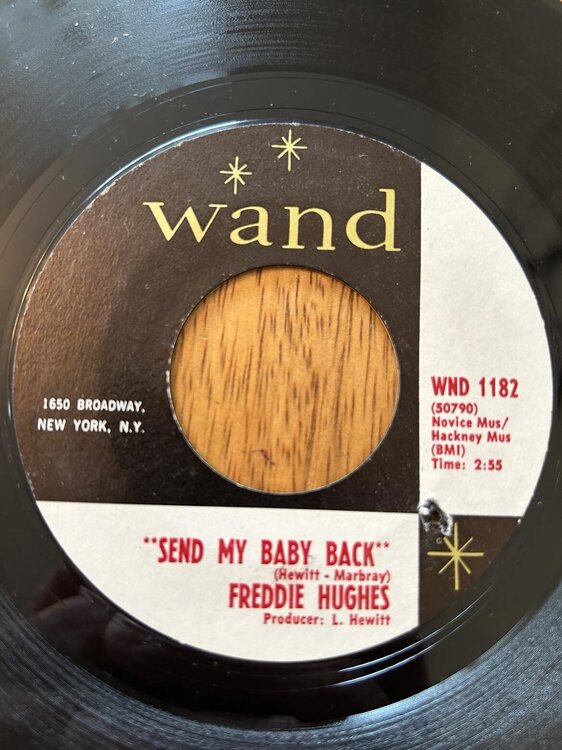 wand
1650 BROADWAY,
NEW YORK, N.Y.
WND 1182
(50790)
Novice Mus/
Hackney Mus
(BMI)
Time: 2:55
"SEND MY BABY BACK"
(Hewitt - Marbray)
FREDDIE HUGHES
Producer: L. Hewitt